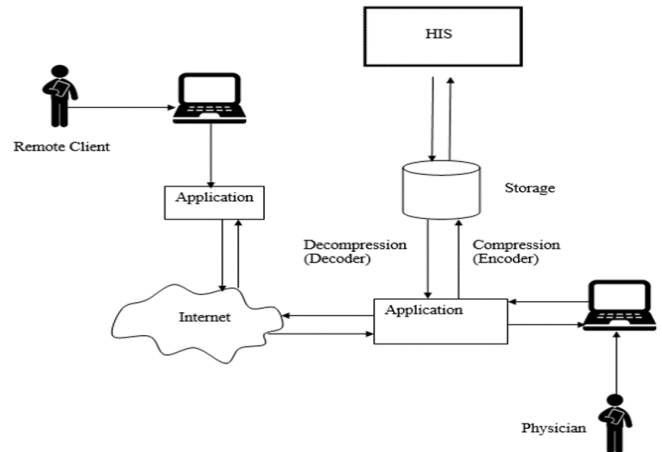 HIS
Remote Client
Application
Storage
Decompression
(Decoder)
Compression
(Encoder)
Internet
Application
Physician